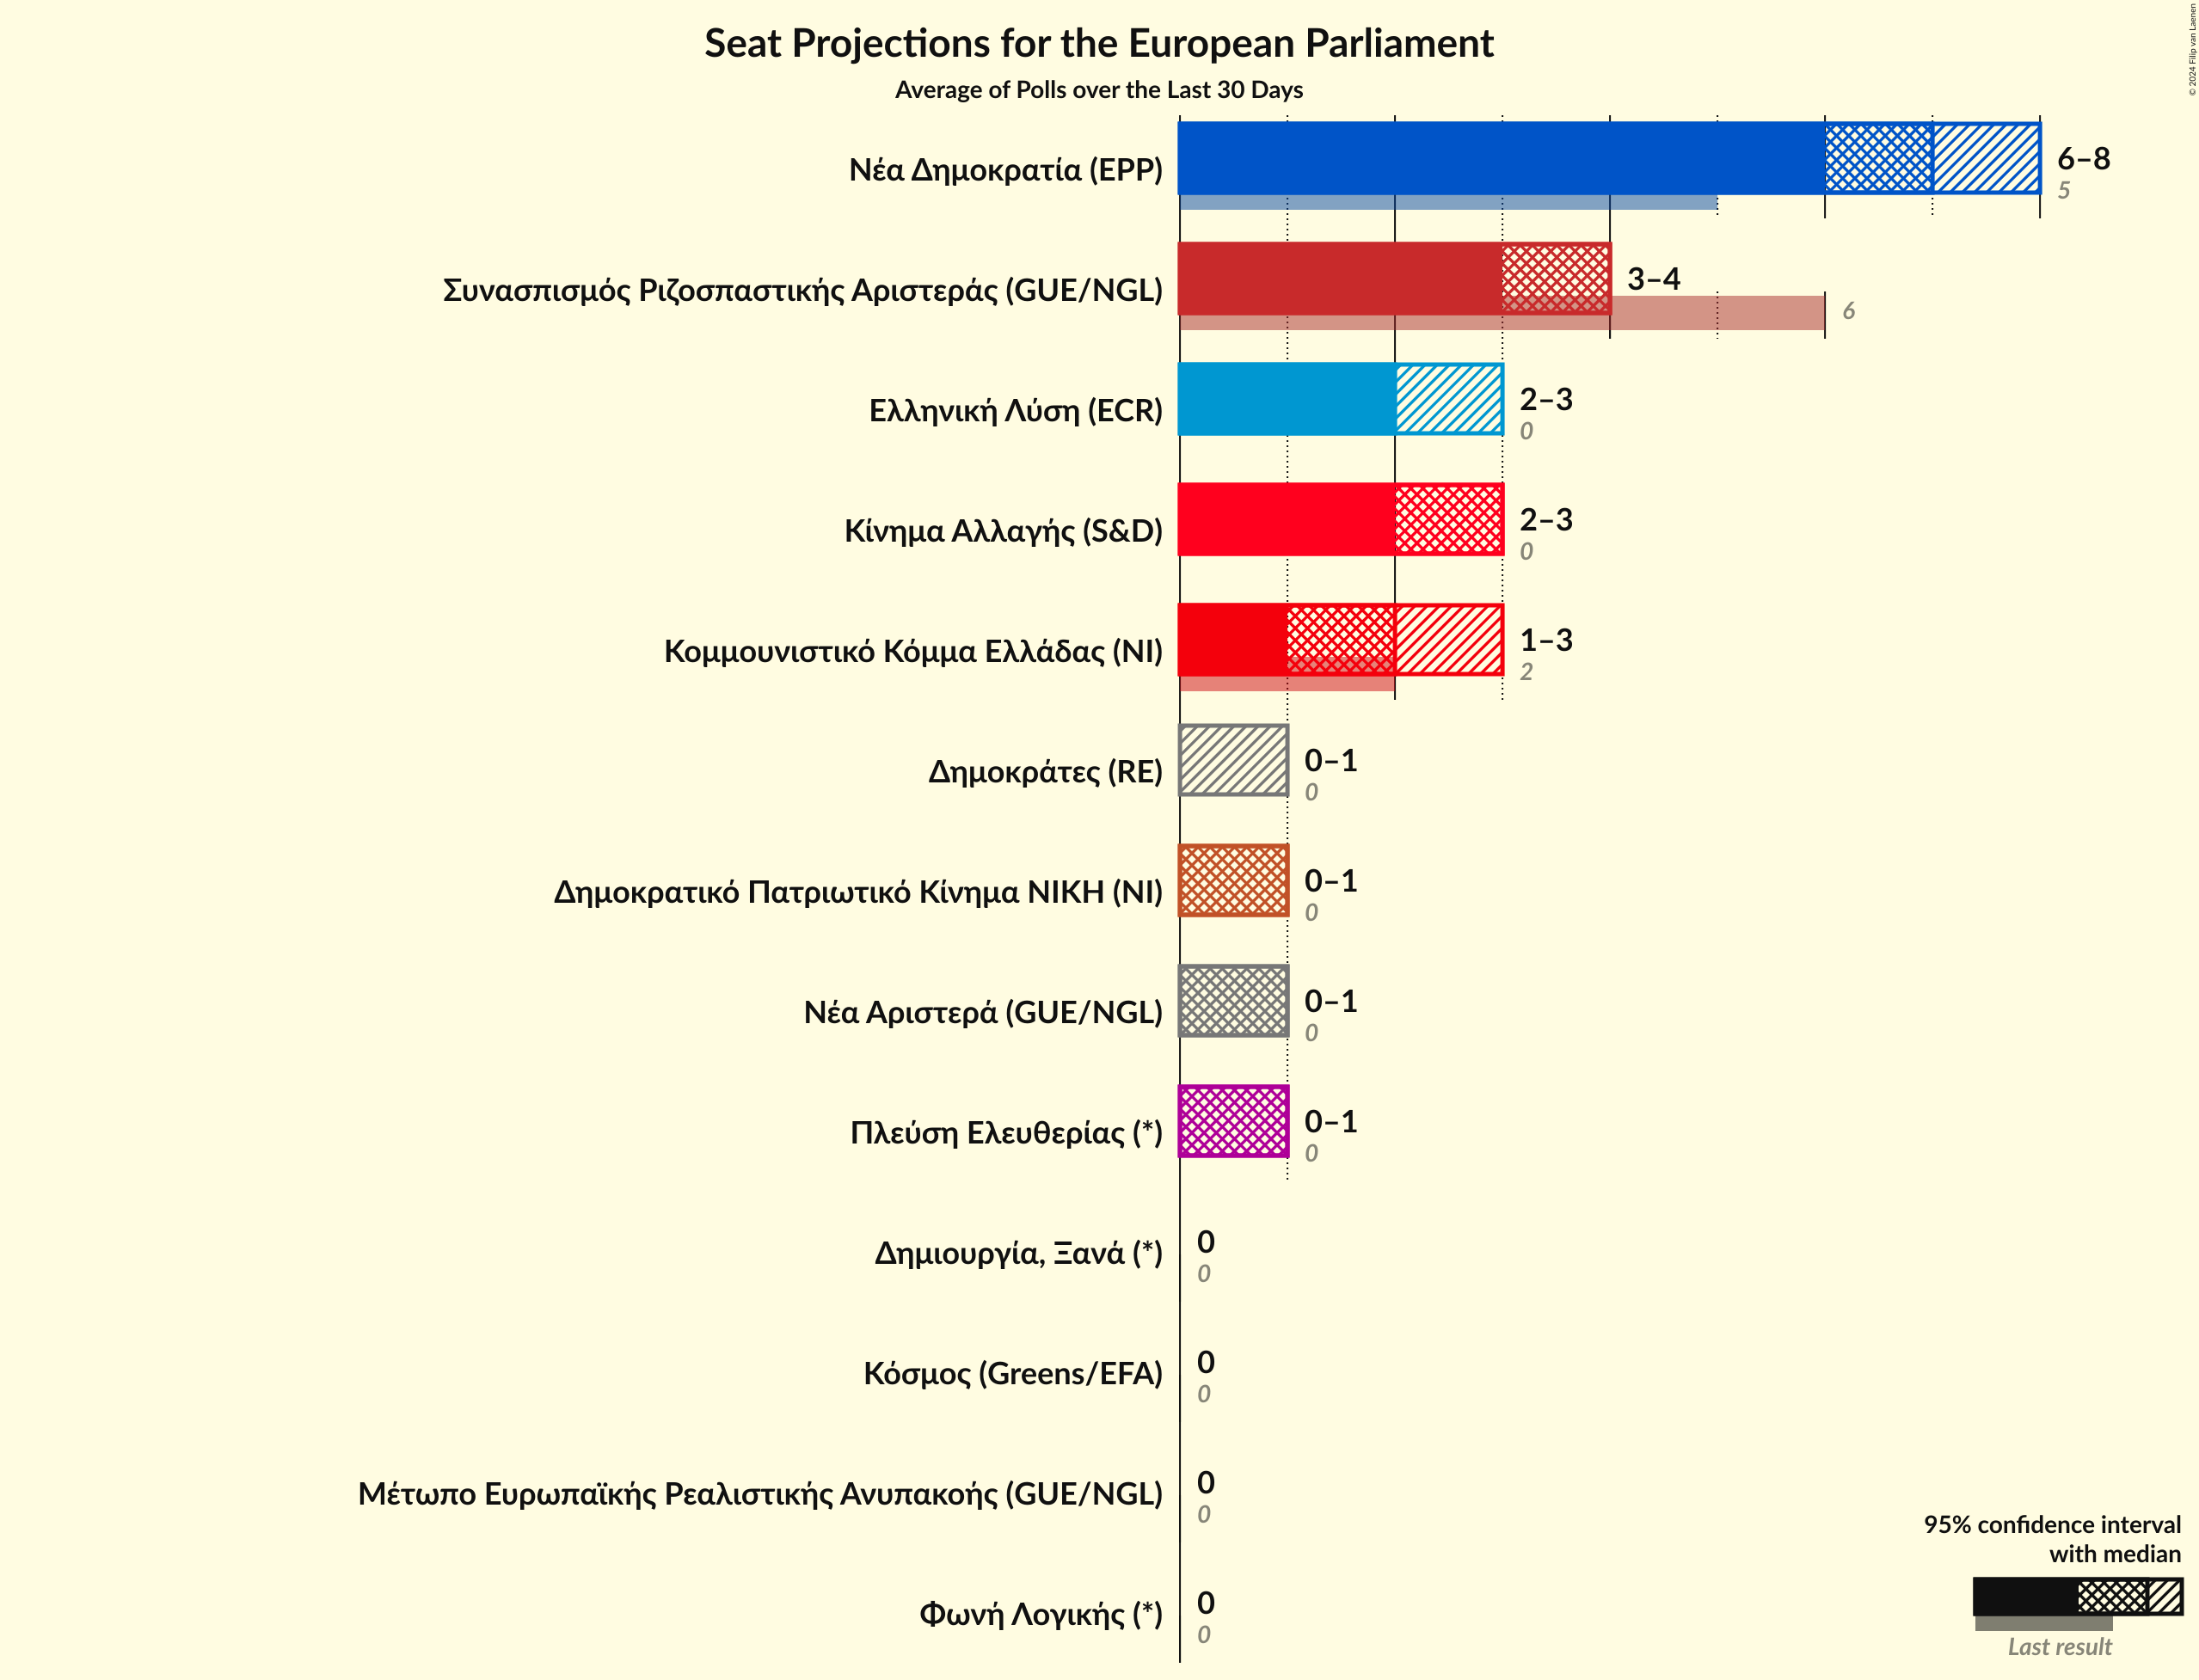 Seat Projections for the European Parliament
Average of Polls over the Last 30 Days
© 2024 Filip van Laenen
Νέα Δημοκρατία (EPP)
6–8
5
Συνασπισμός Ριζοσπαστικής Αριστεράς (GUE/NGL)
3–4
6
Ελληνική Λύση (ECR)
2–3
0
Κίνημα Αλλαγής (S&D)
2–3
0
Κομμουνιστικό Κόμμα Ελλάδας (NI)
1–3
2
Δημοκράτες (RE)
0–1
0
Δημοκρατικό Πατριωτικό Κίνημα ΝΙΚΗ (NI)
0–1
0
Νέα Αριστερά (GUE/NGL)
0–1
0
Πλεύση Ελευθερίας (*)
0–1
0
Δημιουργία, Ξανά (*)
0
0
Κόσμος (Greens/EFA)
0
0
Μέτωπο Ευρωπαϊκής Ρεαλιστικής Ανυπακοής (GUE/NGL)
0
0
Φωνή Λογικής (*)
0
0
95% confidence interval
with median
Last result